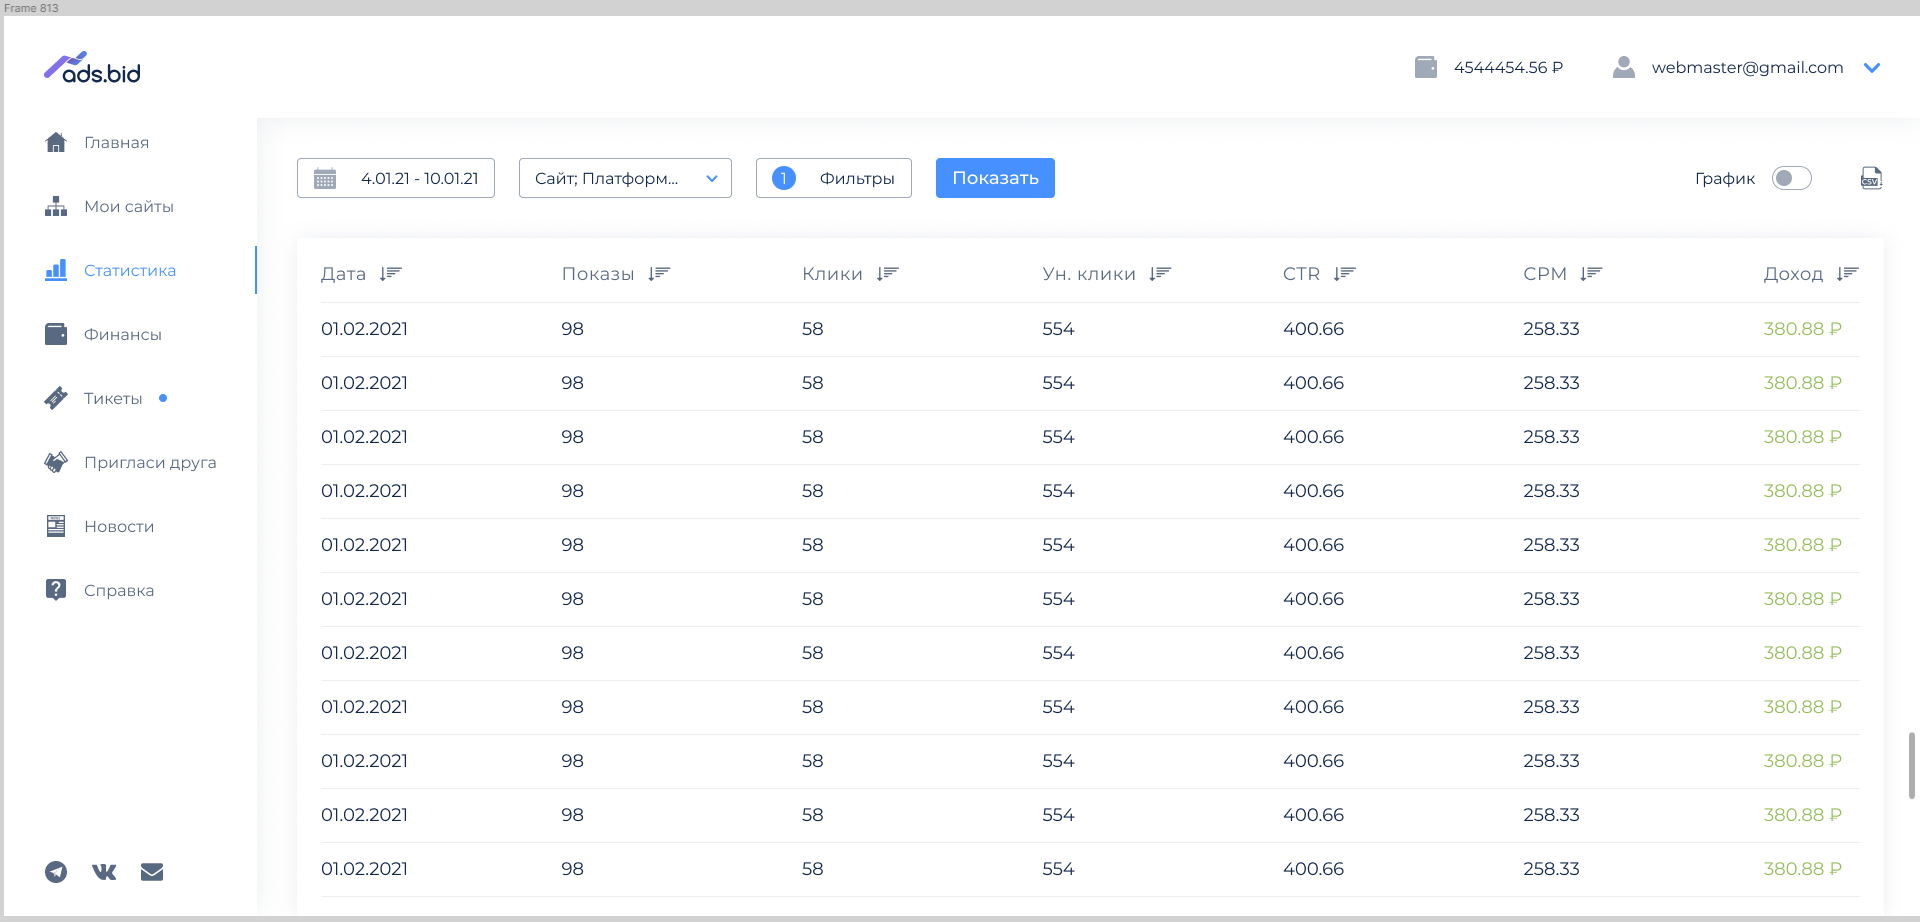 Frame 813
ads.bid
4544454.56 ₽
webmaster@gmail.com
Главная
Мои сайты
Статистика
Финансы
Тикеты
Пригласи друга
Новости
Справка
4.01.21 - 10.01.21
Сайт; Платформ...
1 Фильтры
Показать
График
CSV
Дата Показы Клики Ун. клики CTR CPM Доход
01.02.2021 98 58 554 400.66 258.33 380.88 ₽
01.02.2021 98 58 554 400.66 258.33 380.88 ₽
01.02.2021 98 58 554 400.66 258.33 380.88 ₽
01.02.2021 98 58 554 400.66 258.33 380.88 ₽
01.02.2021 98 58 554 400.66 258.33 380.88 ₽
01.02.2021 98 58 554 400.66 258.33 380.88 ₽
01.02.2021 98 58 554 400.66 258.33 380.88 ₽
01.02.2021 98 58 554 400.66 258.33 380.88 ₽
01.02.2021 98 58 554 400.66 258.33 380.88 ₽
01.02.2021 98 58 554 400.66 258.33 380.88 ₽
01.02.2021 98 58 554 400.66 258.33 380.88 ₽